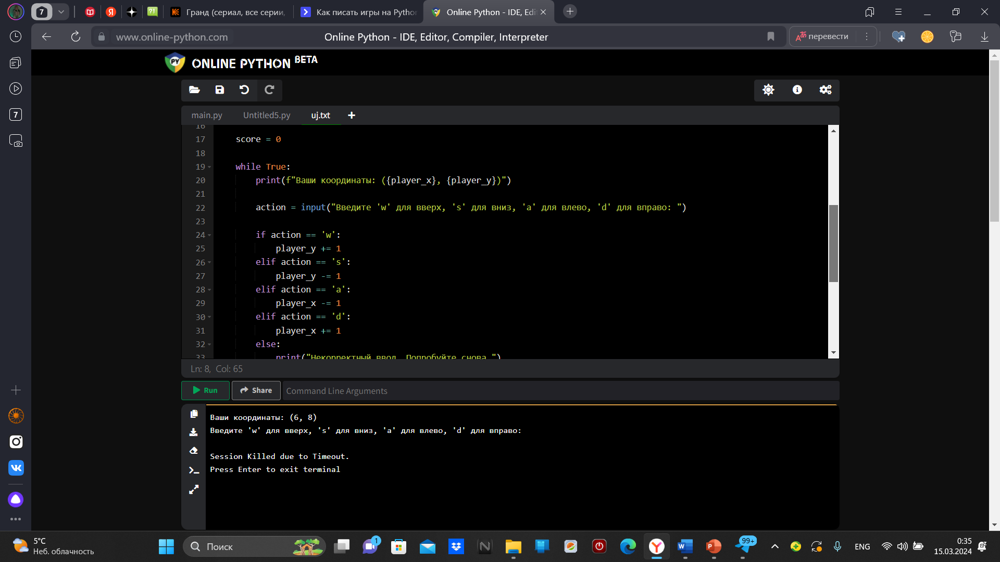 7
Гранд (сериал, все серии,
Как писать игры на Python
Online Python - IDE, Edi
www.online-python.com
Online Python - IDE, Editor, Compiler, Interpreter
перевести
7
PY
ONLINE PYTHON BETA
main.py
Untitled5.py
uj.txt
16
17 score = 0
18
19 while True:
20 print(f"Ваши координаты: ({player_x}, {player_y})")
21
22 action = input("Введите 'w' для вверх, 's' для вниз, 'a' для влево, 'd' для вправо: ")
23
24 if action == 'w':
25 player_y += 1
26 elif action == 's':
27 player_y -= 1
28 elif action == 'a':
29 player_x -= 1
30 elif action == 'd':
31 player_x += 1
32 else:
33 print("Некорректный ввод. Попробуйте снова.")
Ln: 8, Col: 65
Run
Share
Command Line Arguments
Ваши координаты: (6, 8)
Введите 'w' для вверх, 's' для вниз, 'a' для влево, 'd' для вправо:
Session Killed due to Timeout.
Press Enter to exit terminal
5°C
Неб. облачность
Поиск
1
99+
ENG
0:35
15.03.2024